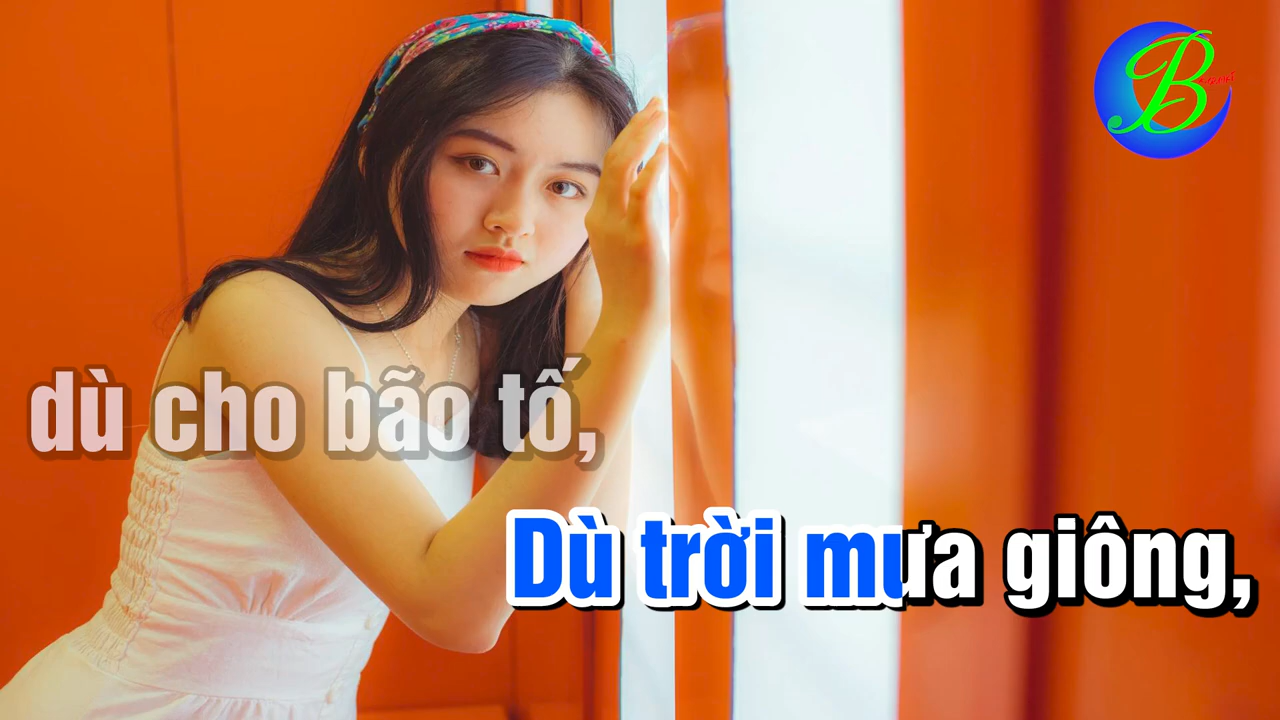 B
dù cho bão tố,
Dù trời mưa giông,